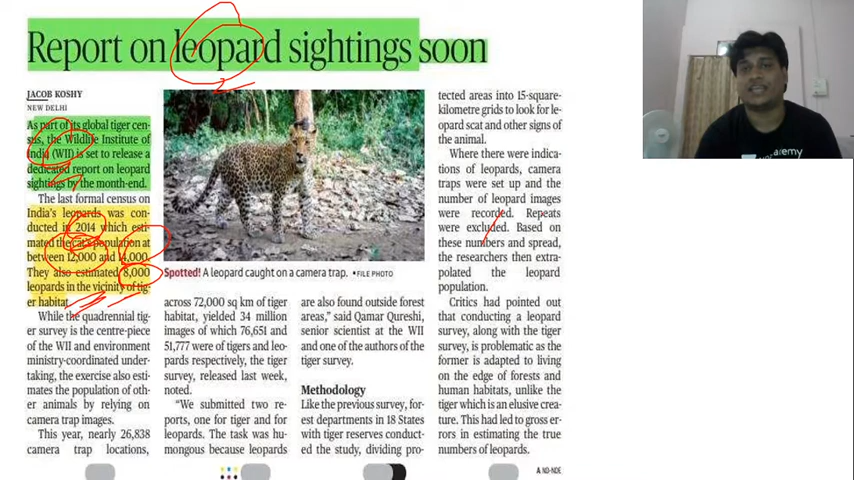 Report on leopard sightings soon
JACOB KOSHY
NEW DELHI
As part of its global tiger cen-
sus, the Wildlife Institute of
India (WII) is set to release a
dedicated report on leopard
sightings by the month-end.
The last formal census on
India's leopards was con-
ducted in 2014 which esti-
mated the cat's population at
between 12,000 and 14,000.
They also estimated 8,000
leopards in the vicinity of tig-
er habitat.
While the quadrennial tig-
er survey is the centre-piece
of the WII and environment
ministry-coordinated under-
taking, the exercise also esti-
mates the population of oth-
er animals by relying on
camera trap images.
This year, nearly 26,838
camera trap locations,
Spotted! A leopard caught on a camera trap. • FILE PHOTO
across 72,000 sq km of tiger
habitat, yielded 34 million
images of which 76,651 and
51,777 were of tigers and leo-
pards respectively, the tiger
survey, released last week,
noted.
"We submitted two re-
ports, one for tiger and for
leopards. The task was hu-
mongous because leopards
are also found outside forest
areas," said Qamar Qureshi,
senior scientist at the WII
and one of the authors of the
tiger survey.
Methodology
Like the previous survey, for-
est departments in 18 States
with tiger reserves conduct-
ed the study, dividing pro-
tected areas into 15-square-
kilometre grids to look for le-
opard scat and other signs of
the animal.
Where there were indica-
tions of leopards, camera
traps were set up and the
number of leopard images
were recorded. Repeats
were excluded. Based on
these numbers and spread,
the researchers then extra-
polated the leopard
population.
Critics had pointed out
that conducting a leopard
survey, along with the tiger
survey, is problematic as the
former is adapted to living
on the edge of forests and
human habitats, unlike the
tiger which is an elusive crea-
ture. This had led to gross er-
rors in estimating the true
numbers of leopards.
A ND-NDE